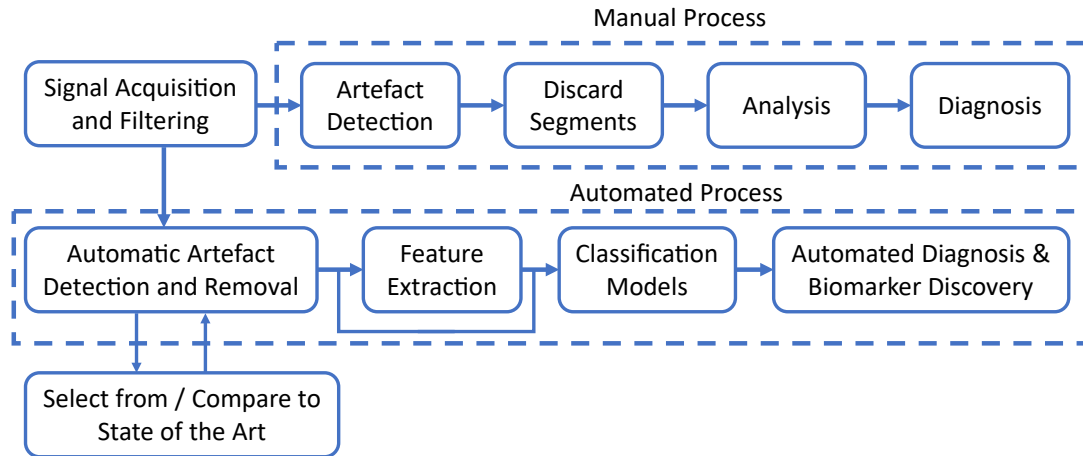 Manual Process
Signal Acquisition
and Filtering
Artefact
Detection
Discard
Segments
Analysis
Diagnosis
Automated Process
Automatic Artefact
Detection and Removal
Feature
Extraction
Classification
Models
Automated Diagnosis &
Biomarker Discovery
Select from / Compare to
State of the Art